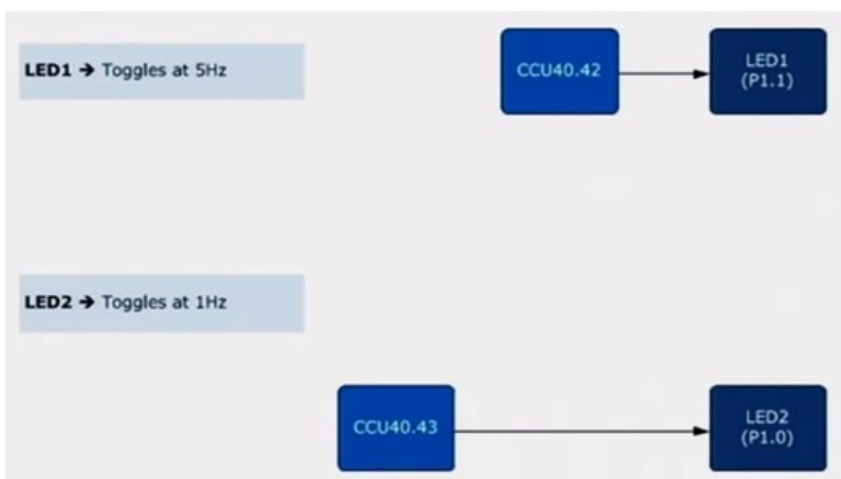 LED1 ➔ Toggles at 5Hz
CCU40.42
LED1
(P1.1)
LED2 ➔ Toggles at 1Hz
CCU40.43
LED2
(P1.0)